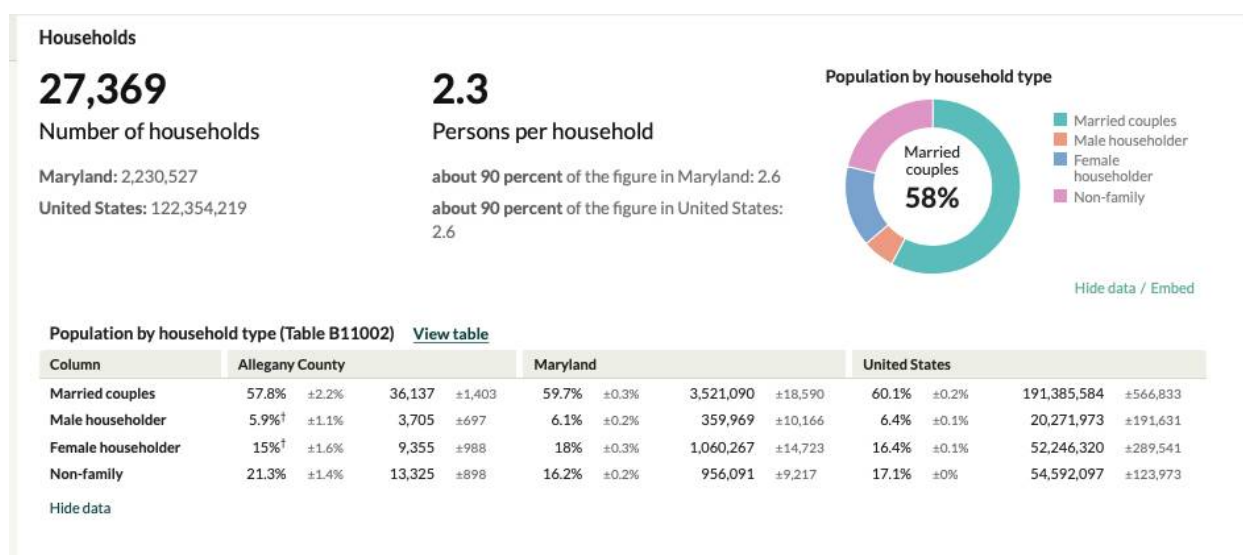 Households
27,369
Number of households
Maryland: 2,230,527
United States: 122,354,219
2.3
Persons per household
about 90 percent of the figure in Maryland: 2.6
about 90 percent of the figure in United States:
2.6
Population by household type
Married
couples
58%
Married couples
Male householder
Female
householder
Non-family
Hide data / Embed
Population by household type (Table B11002) View table
Column Allegany County Maryland United States
Married couples 57.8% ±2.2% 36,137 ±1,403 59.7% ±0.3% 3,521,090 ±18,590 60.1% ±0.2% 191,385,584 ±566,833
Male householder 5.9%† ±1.1% 3,705 ±697 6.1% ±0.2% 359,969 ±10,166 6.4% ±0.1% 20,271,973 ±191,631
Female householder 15%† ±1.6% 9,355 ±988 18% ±0.3% 1,060,267 ±14,723 16.4% ±0.1% 52,246,320 ±289,541
Non-family 21.3% ±1.4% 13,325 ±898 16.2% ±0.2% 956,091 ±9,217 17.1% ±0% 54,592,097 ±123,973
Hide data